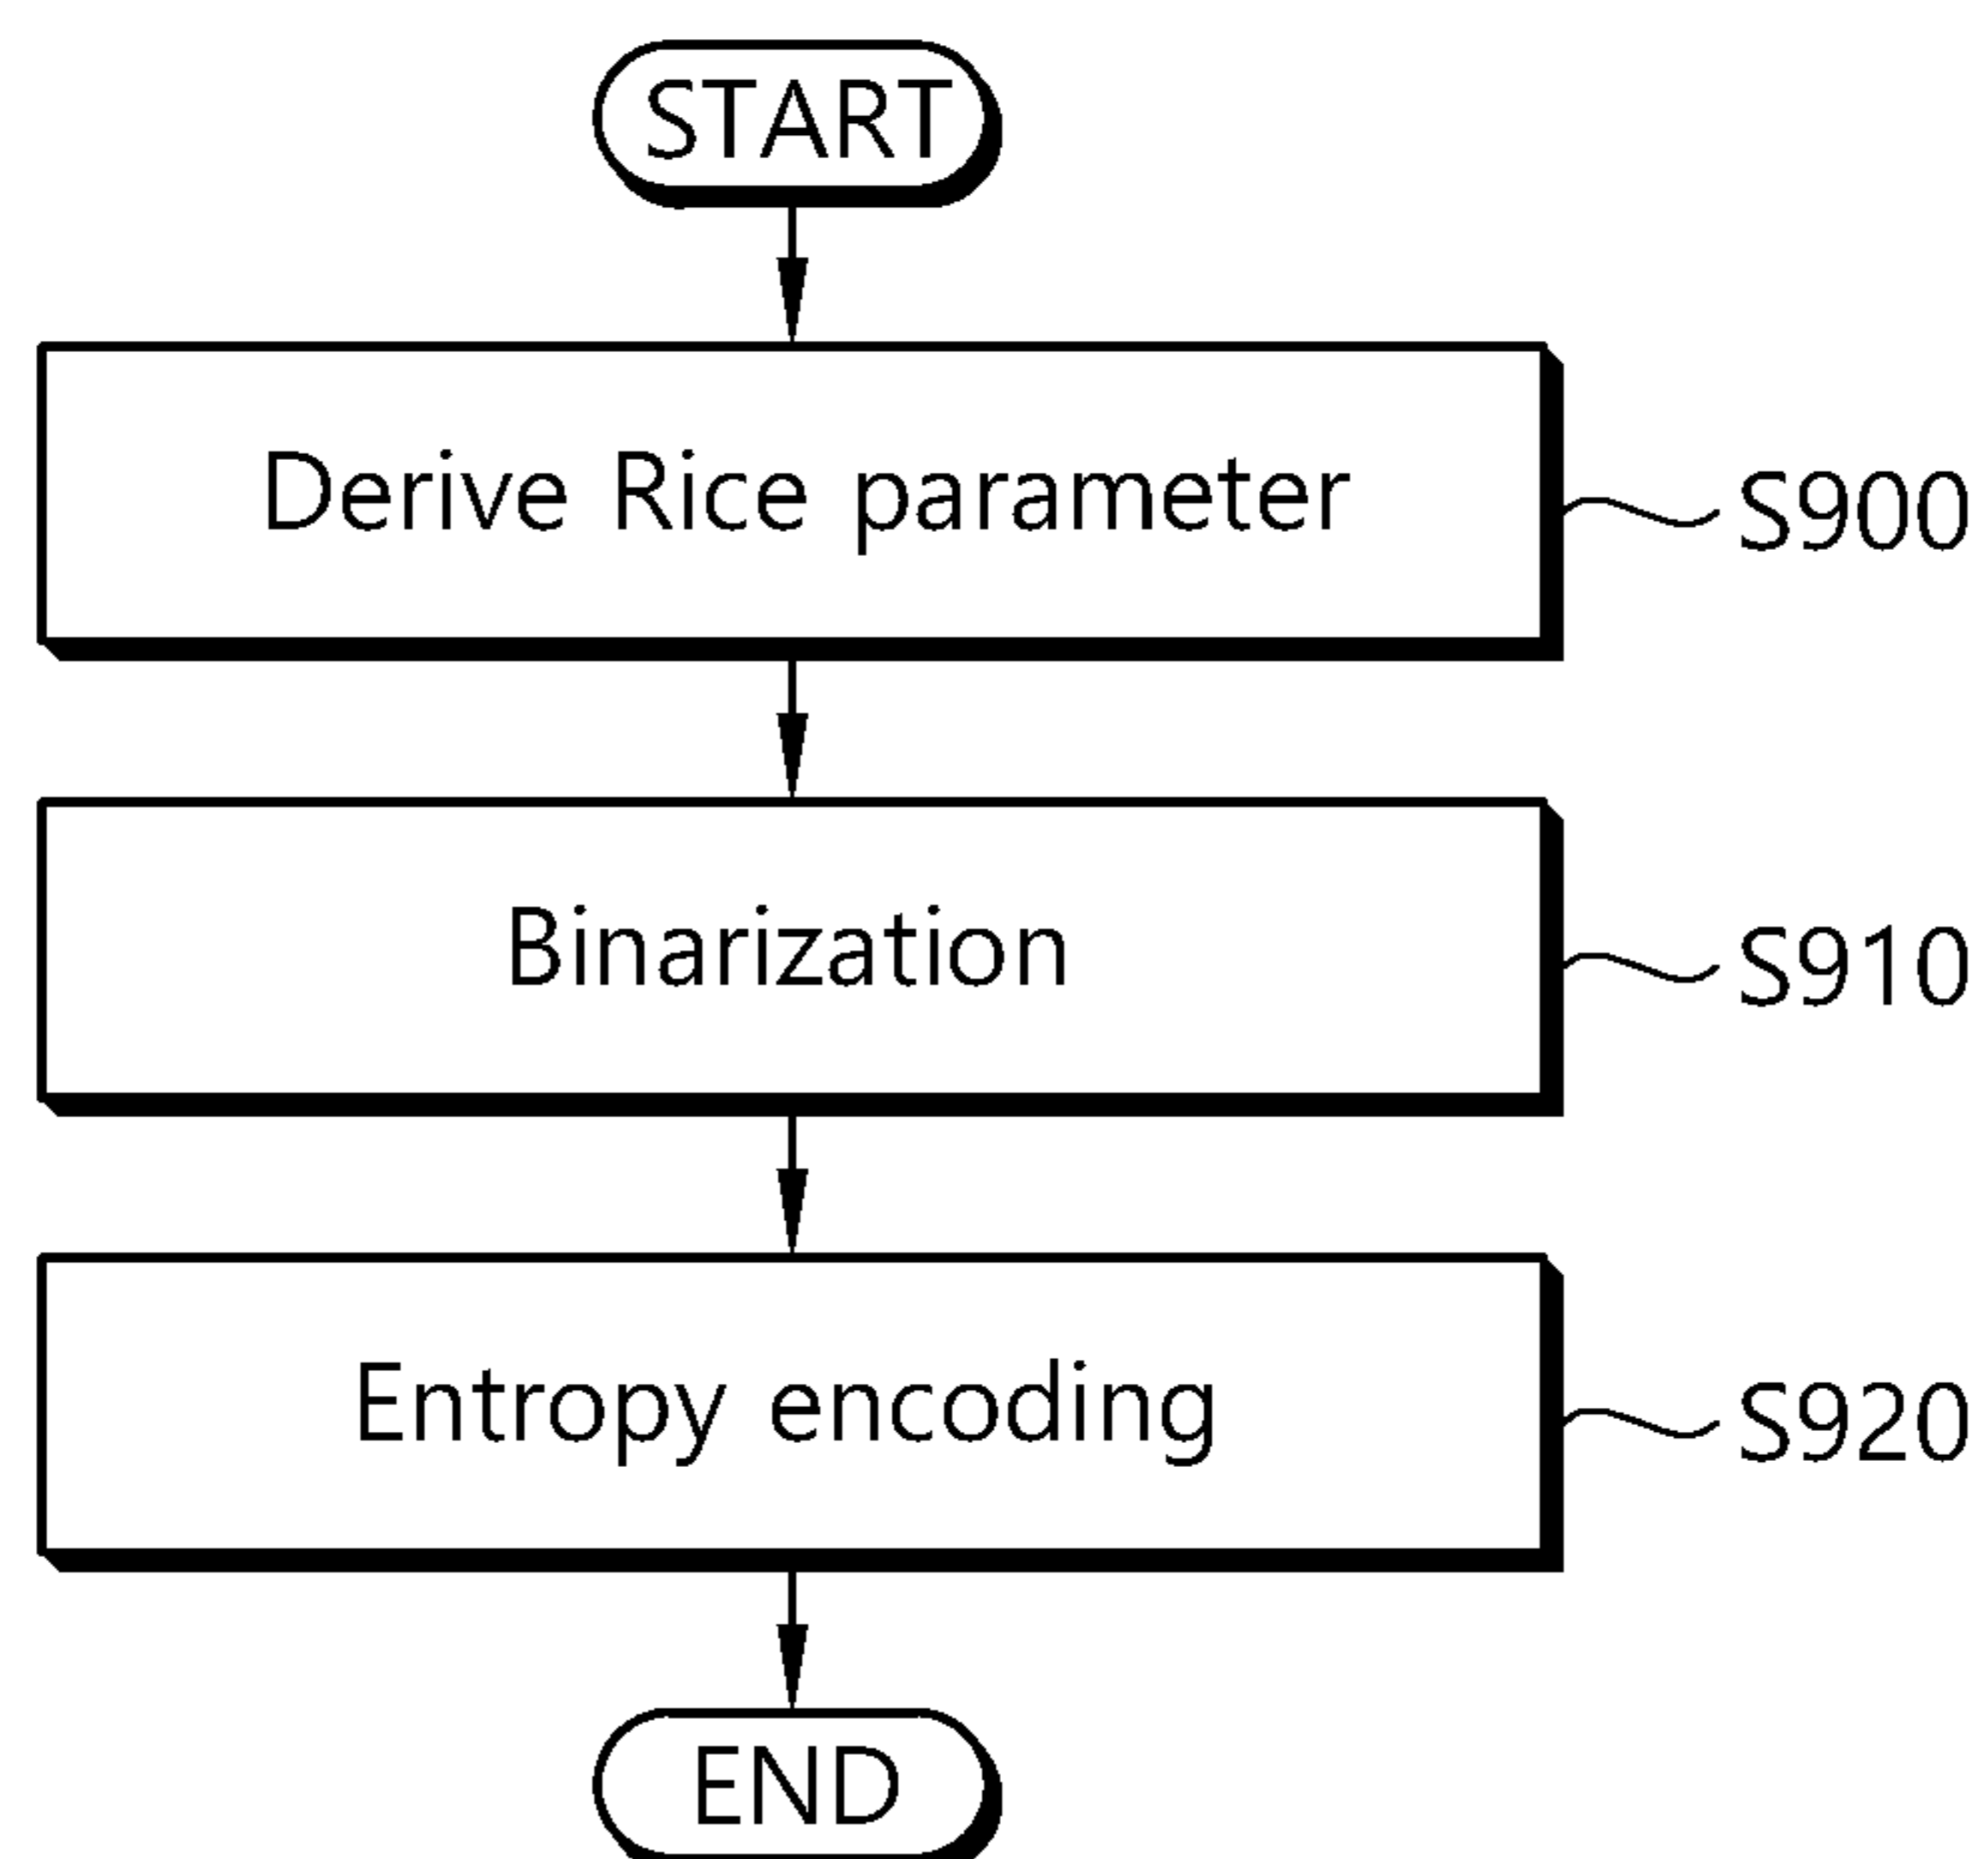 START
Derive Rice parameter
S900
Binarization
S910
Entropy encoding
S920
END